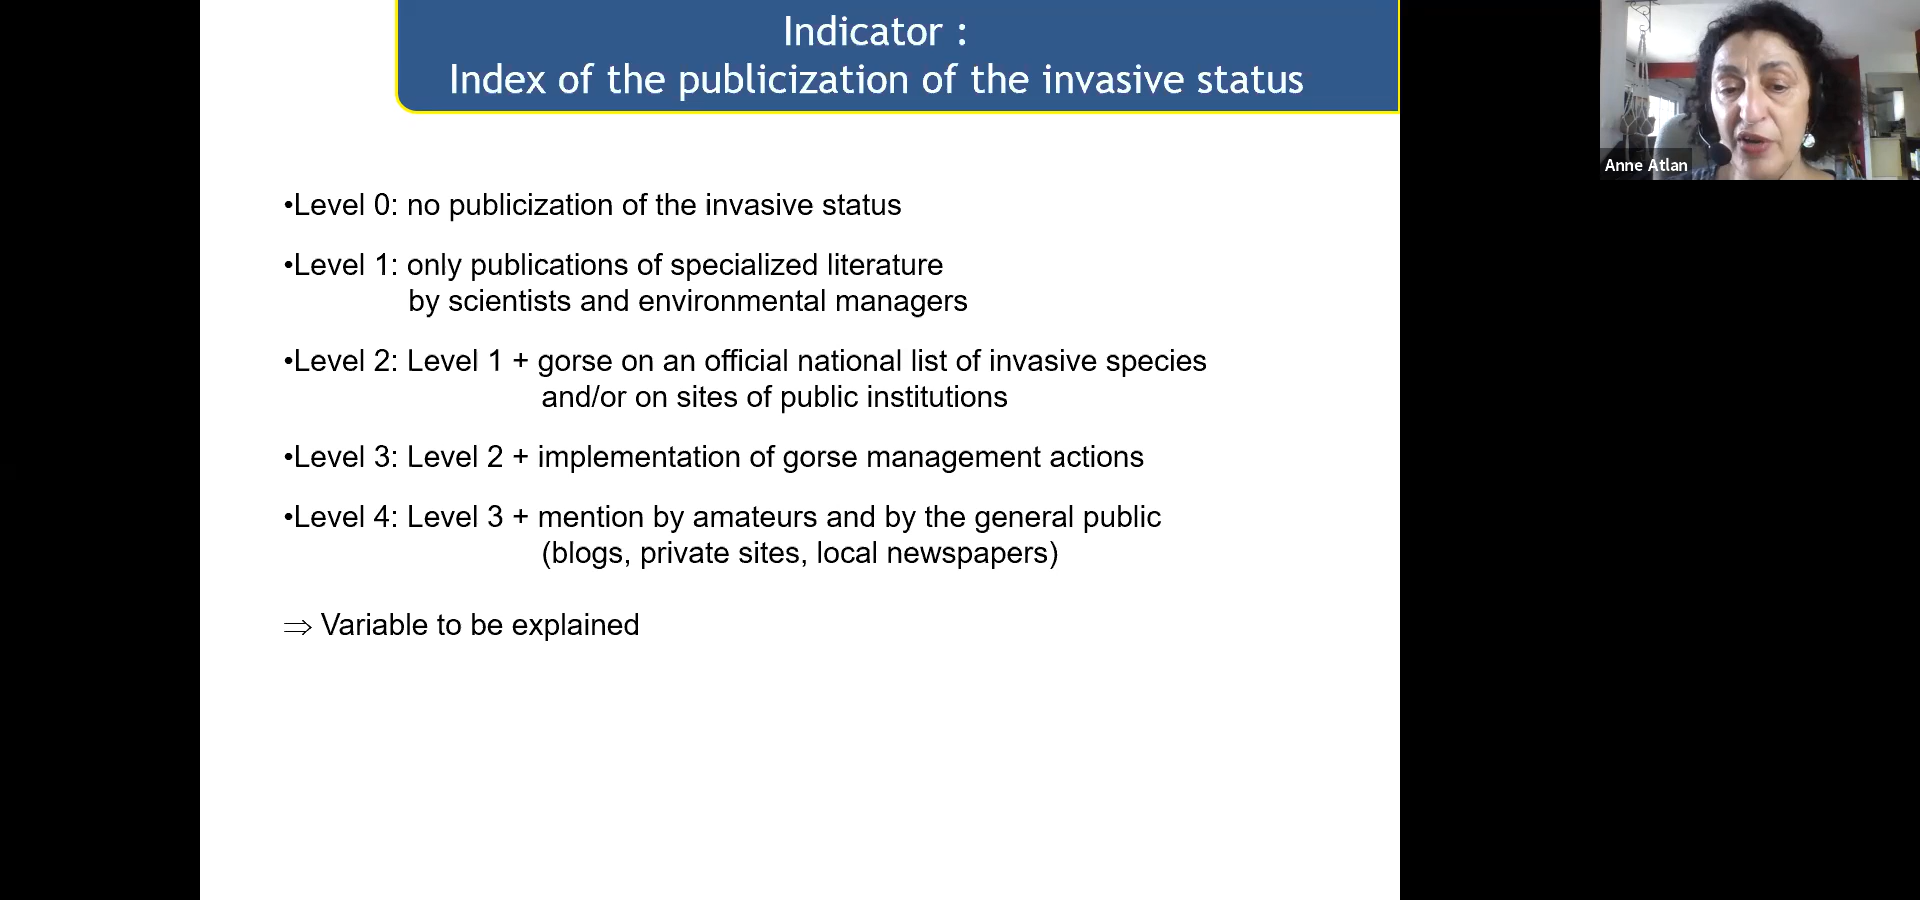 Indicator :
Index of the publicization of the invasive status
•Level 0: no publicization of the invasive status
•Level 1: only publications of specialized literature
by scientists and environmental managers
•Level 2: Level 1 + gorse on an official national list of invasive species
and/or on sites of public institutions
•Level 3: Level 2 + implementation of gorse management actions
•Level 4: Level 3 + mention by amateurs and by the general public
(blogs, private sites, local newspapers)
⇒ Variable to be explained
Anne Atlan